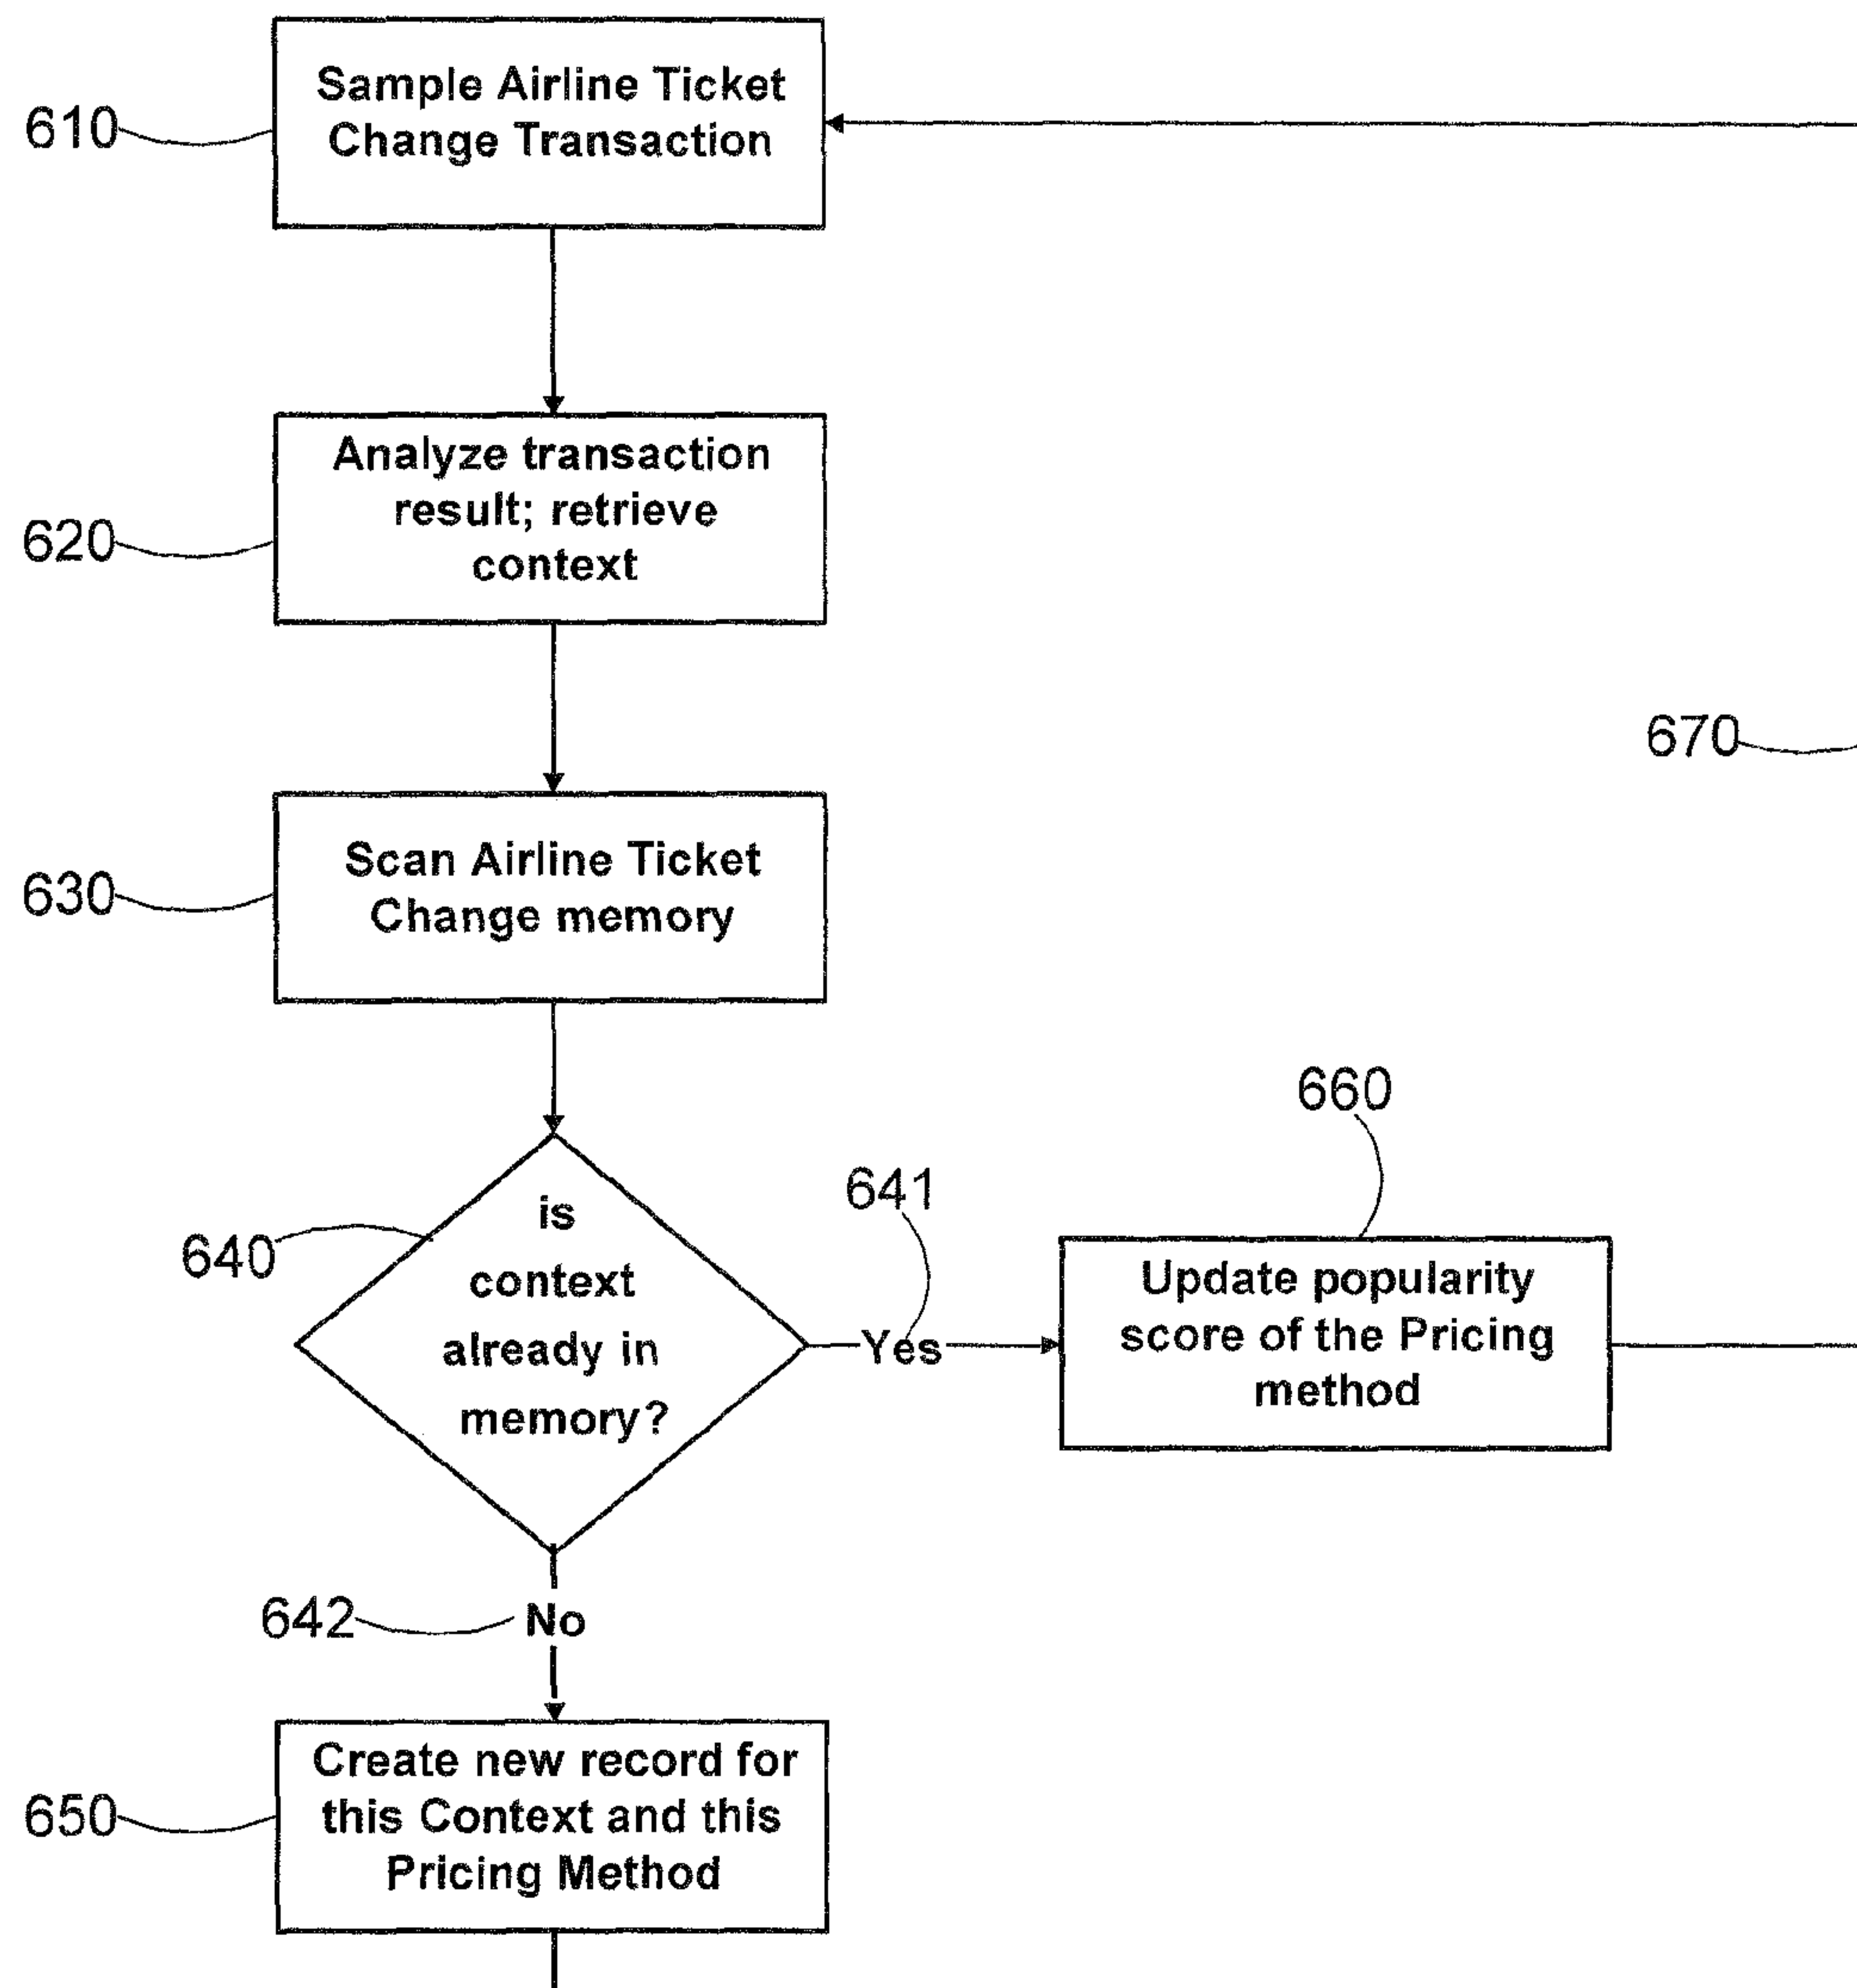 Sample Airline Ticket
Change Transaction
610
Analyze transaction
result; retrieve
context
620
670
Scan Airline Ticket
Change memory
630
660
641
is
context
already in
memory?
640
Yes
Update popularity
score of the Pricing
method
642
No
Create new record for
this Context and this
Pricing Method
650